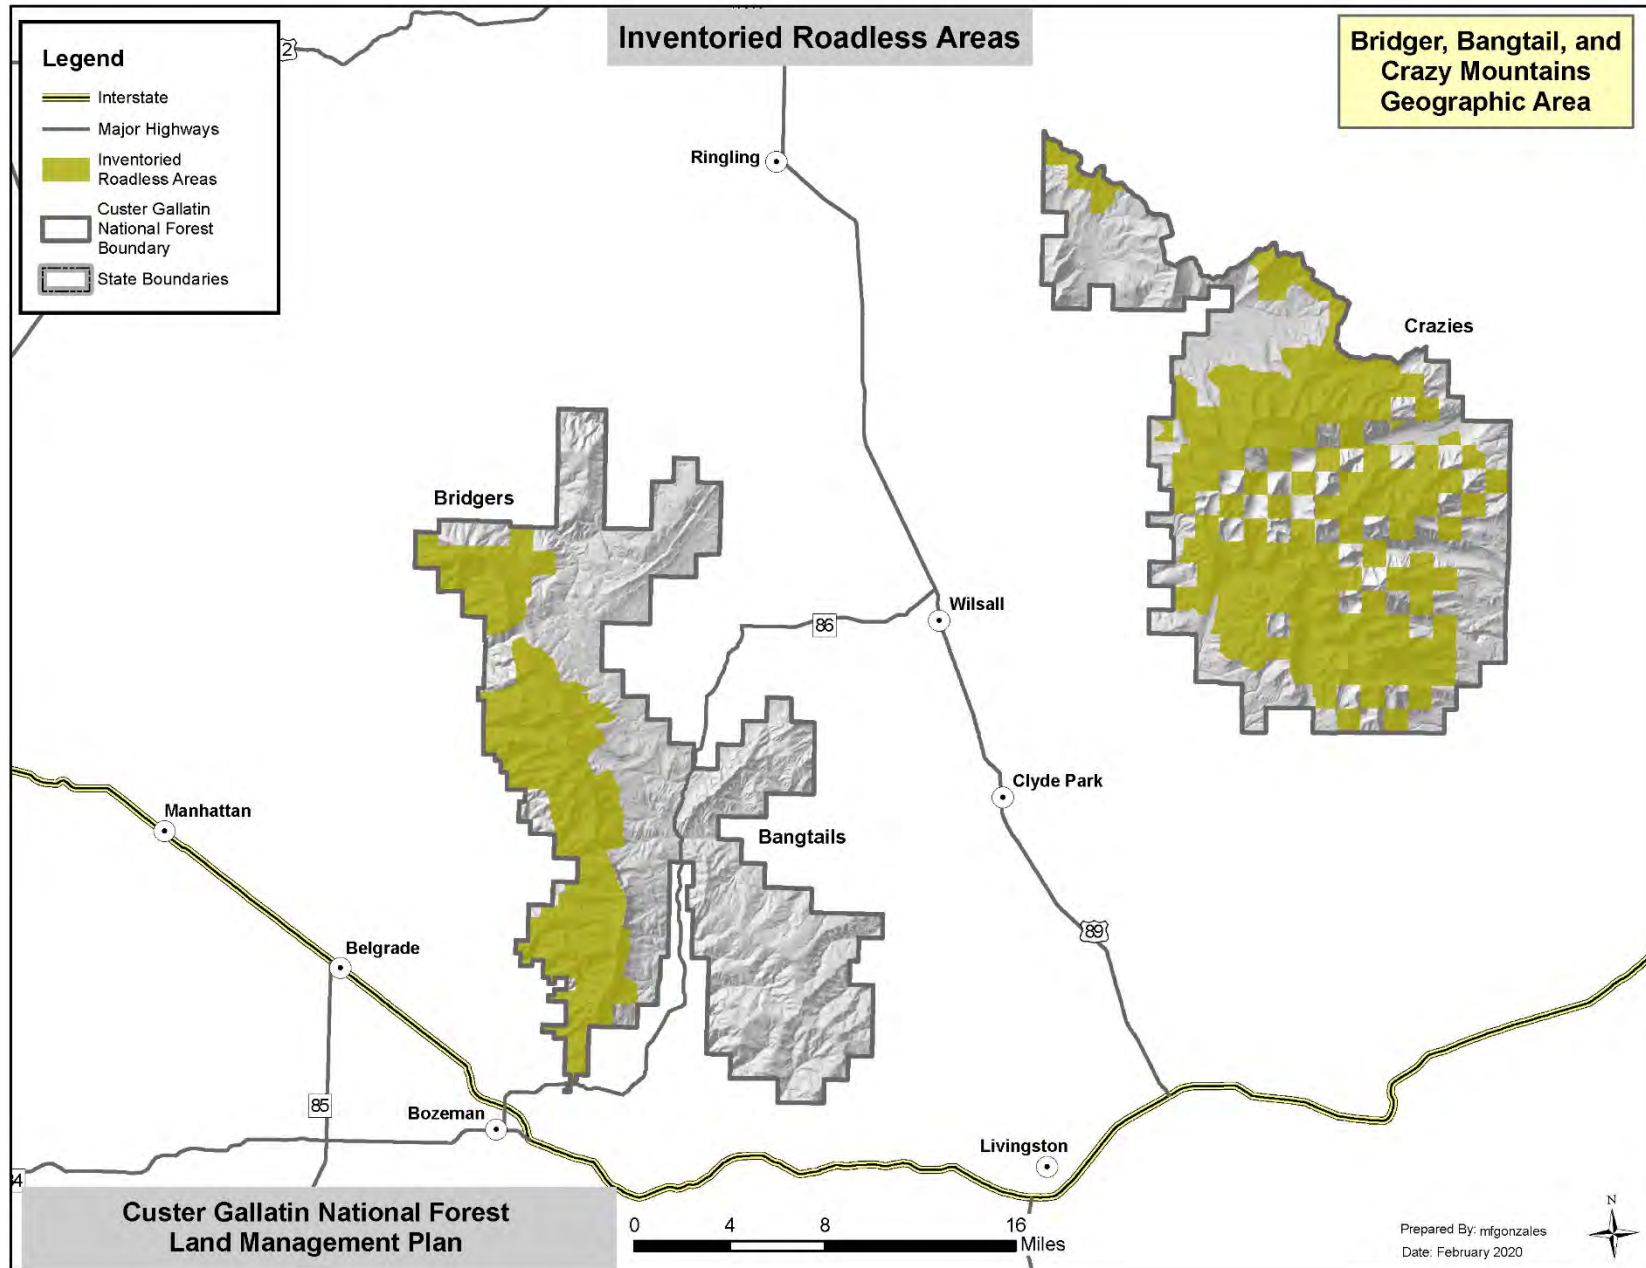 Inventoried Roadless Areas
Bridger, Bangtail, and
Crazy Mountains
Geographic Area
Legend
Interstate
Major Highways
Inventoried
Roadless Areas
Custer Gallatin
National Forest
Boundary
State Boundaries
2
Ringling
Crazies
Bridgers
86
Wilsall
Clyde Park
Manhattan
Bangtails
89
Belgrade
85
Bozeman
Livingston
4
Custer Gallatin National Forest
Land Management Plan
0 4 8 16
Miles
N
Prepared By: mfgonzales
Date: February 2020